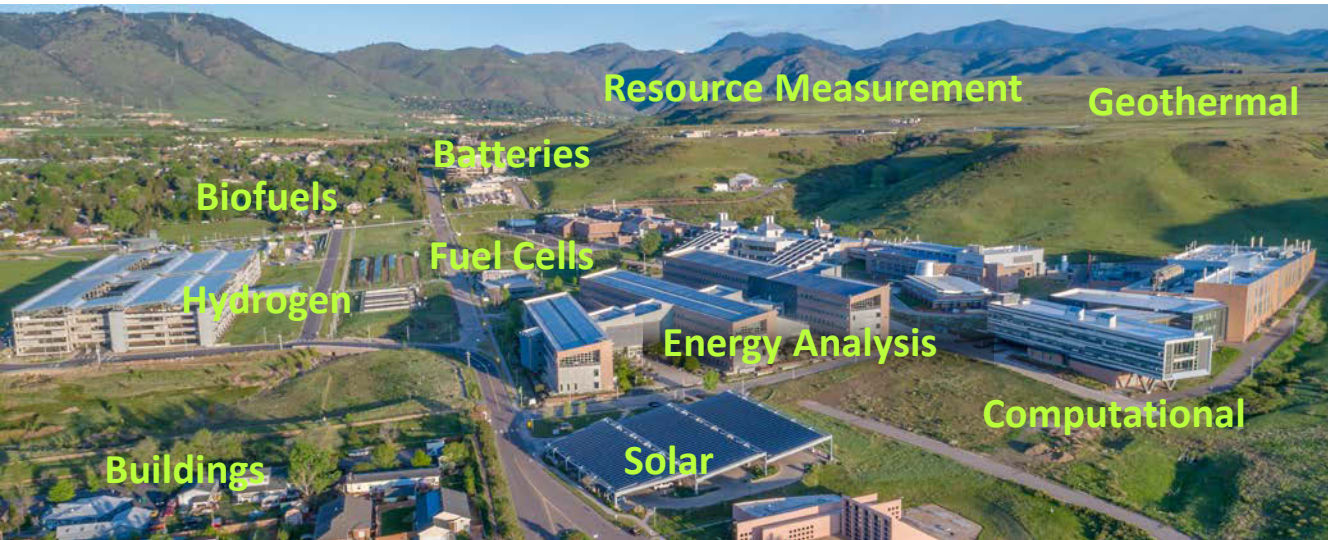 Resource Measurement
Geothermal
Batteries
Biofuels
Fuel Cells
Hydrogen
Energy Analysis
Computational
Solar
Buildings